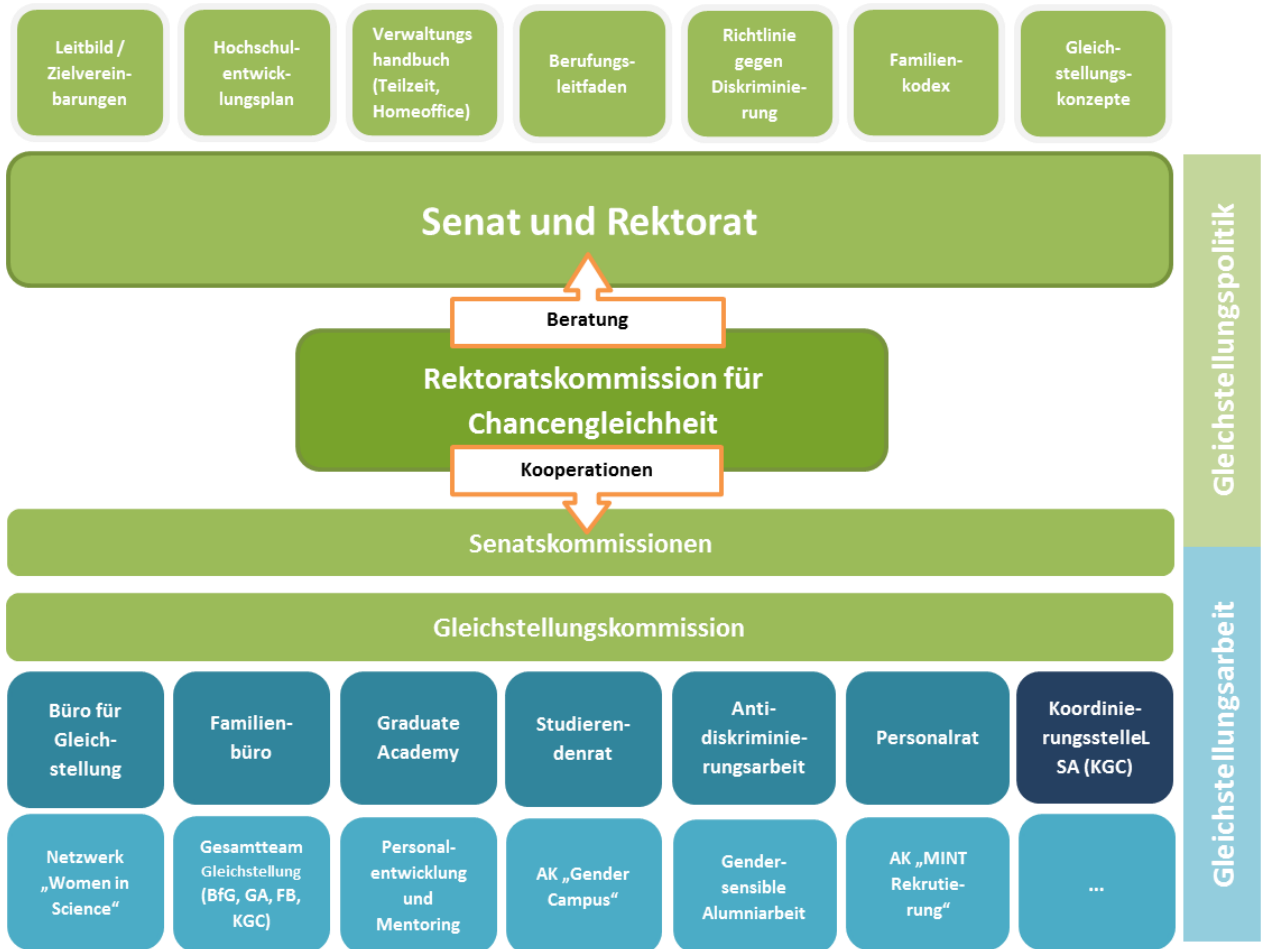 Leitbild /
Zielverein-
barungen
Hochschul-
entwick-
lungsplan
Verwaltungs
handbuch
(Teilzeit,
Homeoffice)
Berufungs-
leitfaden
Richtlinie
gegen
Diskriminie-
rung
Familien-
kodex
Gleich-
stellungs-
konzepte
Senat und Rektorat
Beratung
Rektoratskommission für
Chancengleichheit
Kooperationen
Senatskommissionen
Gleichstellungskommission
Gleichstellungspolitik
Gleichstellungsarbeit
Büro für
Gleich-
stellung
Familien-
büro
Graduate
Academy
Studieren-
denrat
Anti-
diskriminie-
rungsarbeit
Personalrat
Koordinie-
rungsstelleL
SA (KGC)
Netzwerk
„Women in
Science“
Gesamtteam
Gleichstellung
(BfG, GA, FB,
KGC)
Personal-
entwicklung
und
Mentoring
AK „Gender
Campus“
Gender-
sensible
Alumniarbeit
AK „MINT
Rekrutie-
rung“
...